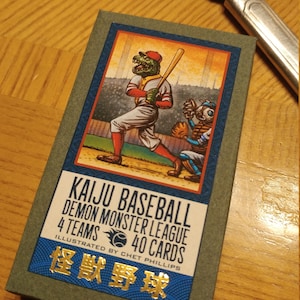 KAIJU BASEBALL
DEMON MONSTER LEAGUE
4 TEAMS 40 CARDS
ILLUSTRATED BY CHET PHILLIPS
怪獣野球